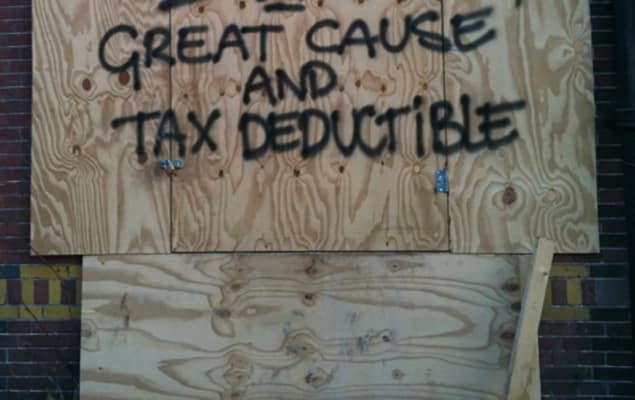 GREAT CAUSE
AND
TAX DEDUCTIBLE